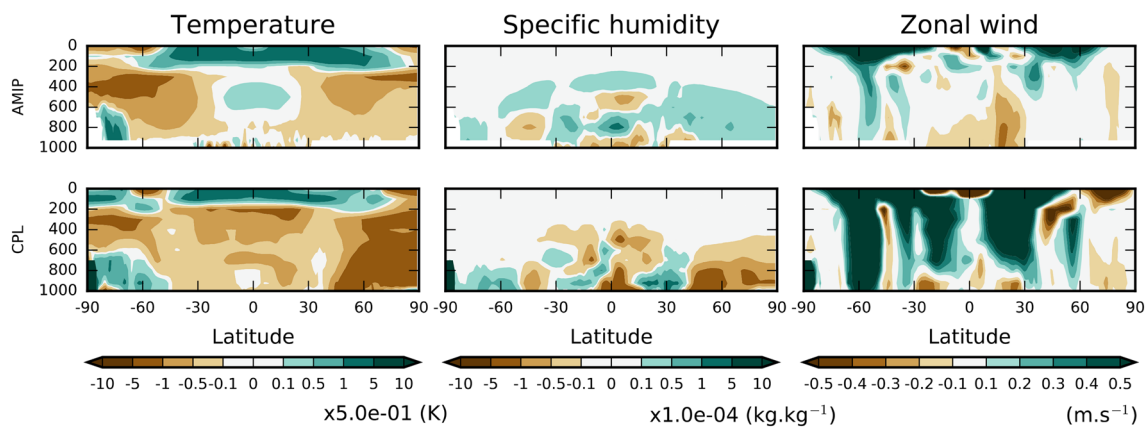 Temperature Specific humidity Zonal wind
AMIP
0
200
400
600
800
1000
CPL
0
200
400
600
800
1000
-90 -60 -30 0 30 60 90 -90 -60 -30 0 30 60 90 -90 -60 -30 0 30 60 90
Latitude Latitude Latitude
-10 -5 -1 -0.5 -0.1 0 0.1 0.5 1 5 10 -10 -5 -1 -0.5 -0.1 0 0.1 0.5 1 5 10 -0.5 -0.4 -0.3 -0.2 -0.1 0 0.1 0.2 0.3 0.4 0.5
x5.0e-01 (K) x1.0e-04 (kg.kg⁻¹) (m.s⁻¹)